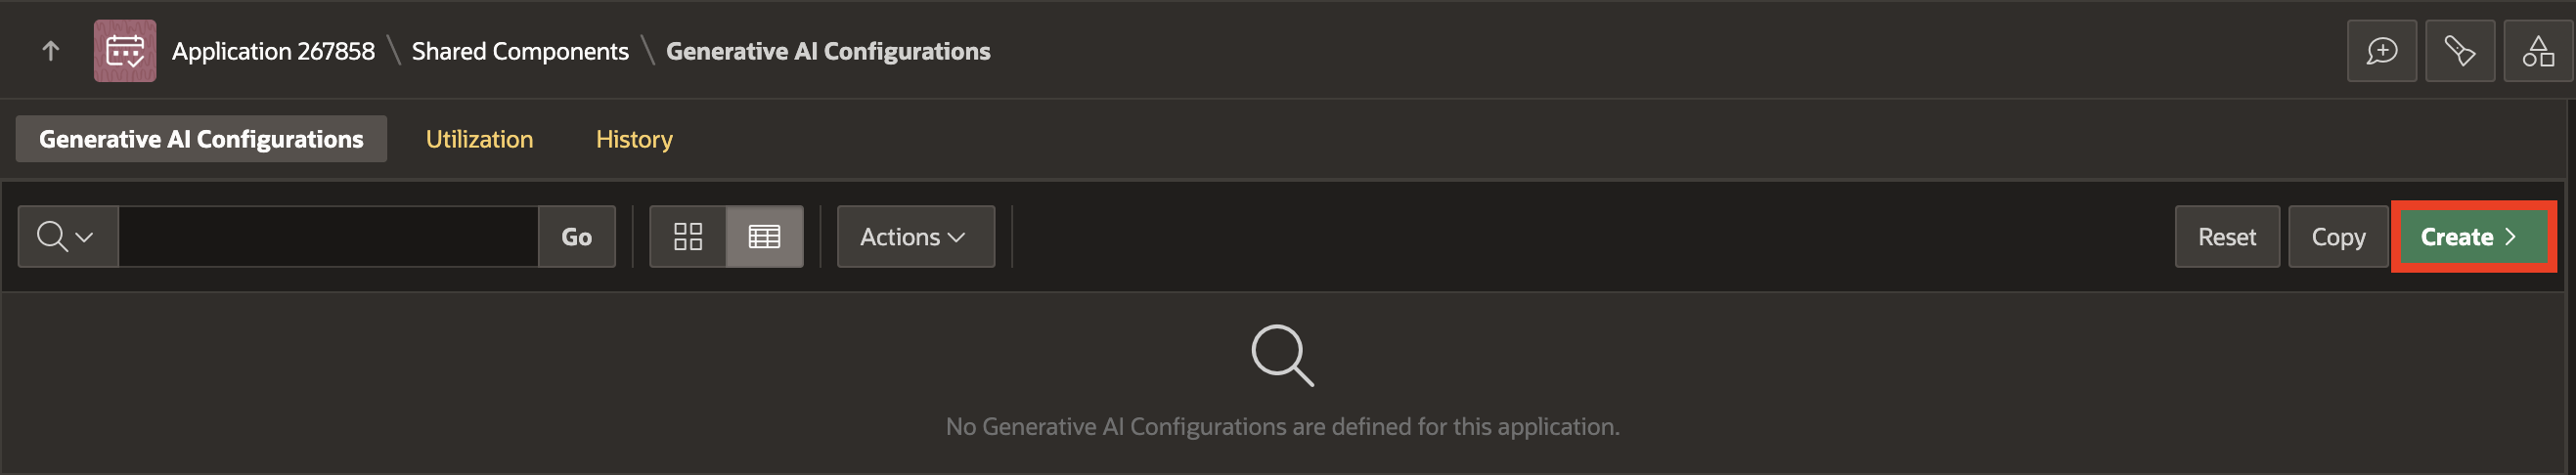 Application 267858 \ Shared Components \ Generative AI Configurations
Generative AI Configurations Utilization History
Go Actions Reset Copy Create
No Generative AI Configurations are defined for this application.